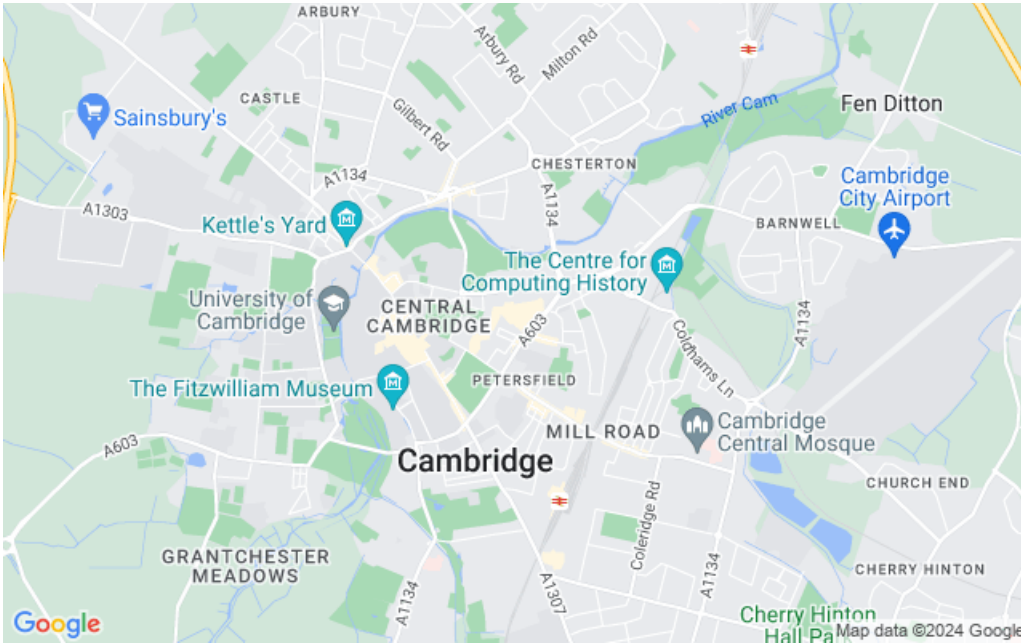 ARBURY
Arbury Rd
Milton Rd
CASTLE
Gilbert Rd
Sainsbury's
River Cam
Fen Ditton
CHESTERTON
A1134
A1134
Cambridge
City Airport
A1303
Kettle's Yard
BARNWELL
The Centre for
Computing History
University of
Cambridge
CENTRAL
CAMBRIDGE
A603
A1134
Coldhams Ln
The Fitzwilliam Museum
PETERSFIELD
MILL ROAD
Cambridge
Central Mosque
A603
Cambridge
CHURCH END
Coleridge Rd
GRANTCHESTER
MEADOWS
A1134
A1307
A1134
CHERRY HINTON
Cherry Hinton
Hall Pa
Google
Map data ©2024 Google